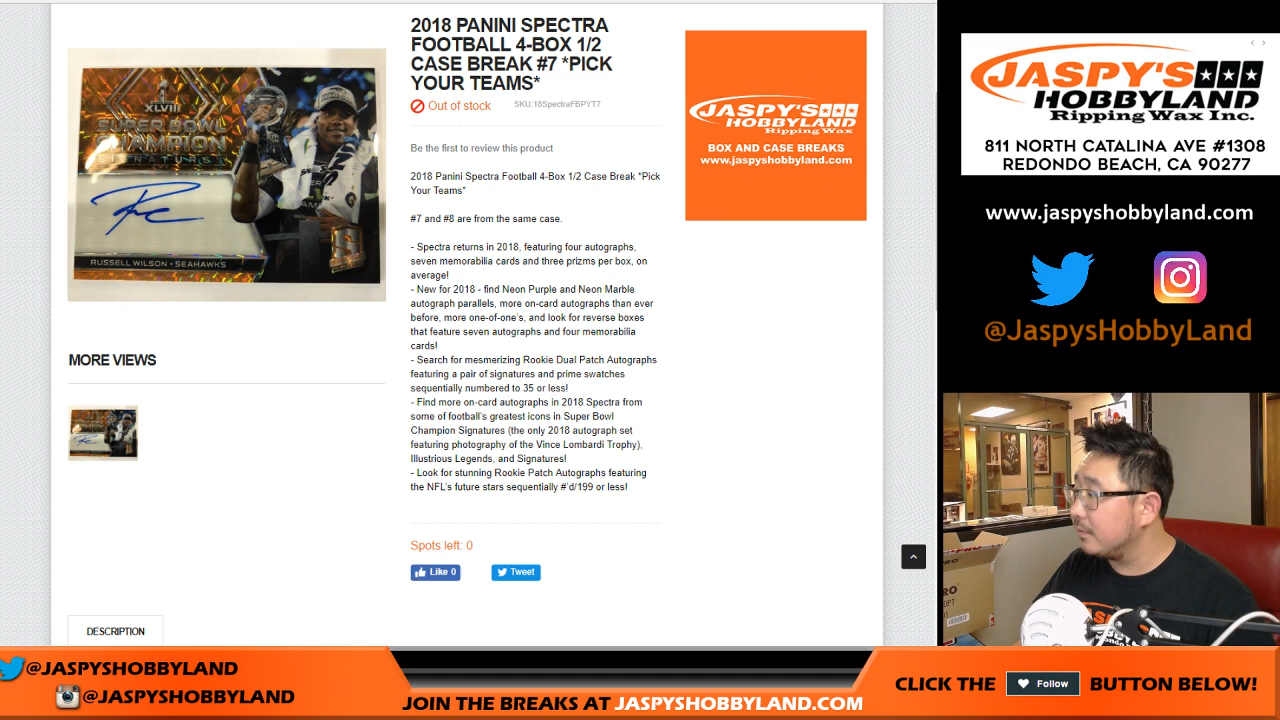 2018 PANINI SPECTRA
FOOTBALL 4-BOX 1/2
CASE BREAK #7 *PICK
YOUR TEAMS*
Out of stock
SKU:18SpectraFBPYT7
Be the first to review this product
2018 Panini Spectra Football 4-Box 1/2 Case Break *Pick
Your Teams*
#7 and #8 are from the same case.
- Spectra returns in 2018, featuring four autographs,
seven memorabilia cards and three prizms per box, on
average!
- New for 2018 - find Neon Purple and Neon Marble
autograph parallels, more on-card autographs than ever
before, more one-of-one's, and look for reverse boxes
that feature seven autographs and four memorabilia
cards!
- Search for mesmerizing Rookie Dual Patch Autographs
featuring a pair of signatures and prime swatches
sequentially numbered to 35 or less!
- Find more on-card autographs in 2018 Spectra from
some of football's greatest icons in Super Bowl
Champion Signatures (the only 2018 autograph set
featuring photography of the Vince Lombardi Trophy),
Illustrious Legends, and Signatures!
- Look for stunning Rookie Patch Autographs featuring
the NFL's future stars sequentially #'d/199 or less!
Spots left: 0
Like 0
Tweet
XLVIII
SUPER BOWL
CHAMPION
SIGNATURES
RUSSELL WILSON • SEAHAWKS
MORE VIEWS
DESCRIPTION
JASPY'S
HOBBYLAND
Ripping Wax Inc.
BOX AND CASE BREAKS
www.jaspyshobbyland.com
JASPY'S
HOBBYLAND
Ripping Wax Inc.
811 NORTH CATALINA AVE #1308
REDONDO BEACH, CA 90277
www.jaspyshobbyland.com
@JaspysHobbyLand
@JASPYSHOBBYLAND
@JASPYSHOBBYLAND
JOIN THE BREAKS AT JASPYSHOBBYLAND.COM
CLICK THE Follow BUTTON BELOW!